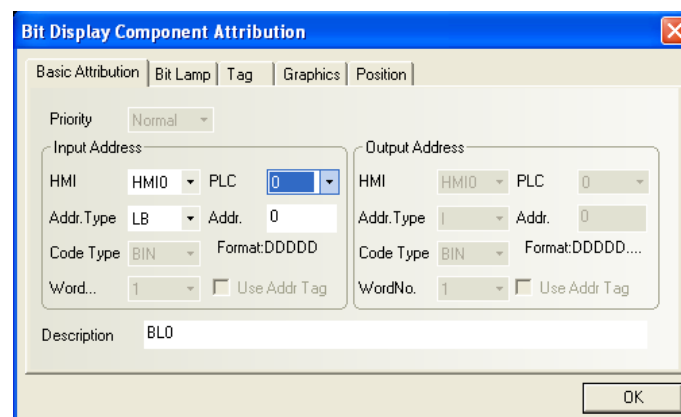 Bit Display Component Attribution
Basic Attribution Bit Lamp Tag Graphics Position
Priority Normal
Input Address Output Address
HMI HMI0 PLC 0 HMI HMI0 PLC 0
Addr.Type LB Addr. 0 Addr.Type I Addr. 0
Code Type BIN Format:DDDDD Code Type BIN Format:DDDDD....
Word... 1 Use Addr Tag WordNo. 1 Use Addr Tag
Description BL0
OK